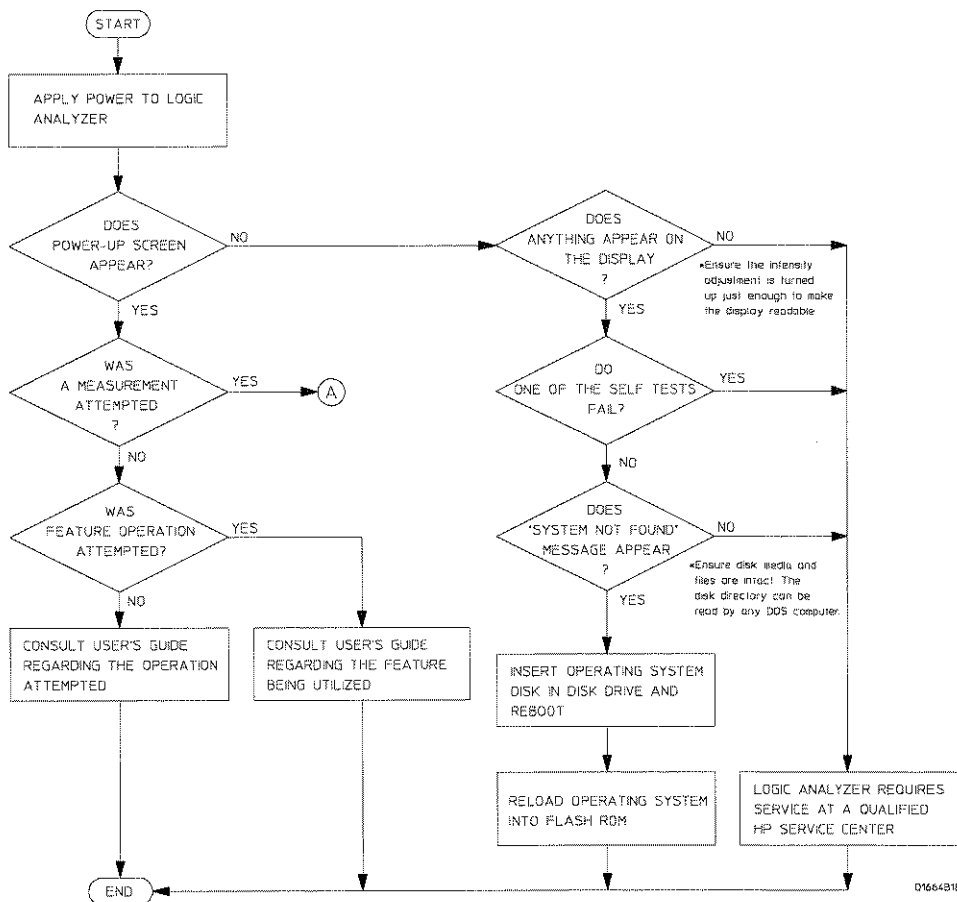 START
APPLY POWER TO LOGIC
ANALYZER
DOES
POWER-UP SCREEN
APPEAR?
NO
YES
DOES
ANYTHING APPEAR ON
THE DISPLAY
?
NO
*Ensure the intensity
adjustment is turned
up just enough to make
the display readable
YES
WAS
A MEASUREMENT
ATTEMPTED
?
YES
A
NO
DO
ONE OF THE SELF TESTS
FAIL?
YES
NO
WAS
FEATURE OPERATION
ATTEMPTED?
YES
NO
DOES
'SYSTEM NOT FOUND'
MESSAGE APPEAR
?
NO
*Ensure disk media and
files are intact. The
disk directory can be
read by any DOS computer.
YES
CONSULT USER'S GUIDE
REGARDING THE OPERATION
ATTEMPTED
CONSULT USER'S GUIDE
REGARDING THE FEATURE
BEING UTILIZED
INSERT OPERATING SYSTEM
DISK IN DISK DRIVE AND
REBOOT
RELOAD OPERATING SYSTEM
INTO FLASH ROM
LOGIC ANALYZER REQUIRES
SERVICE AT A QUALIFIED
HP SERVICE CENTER
END